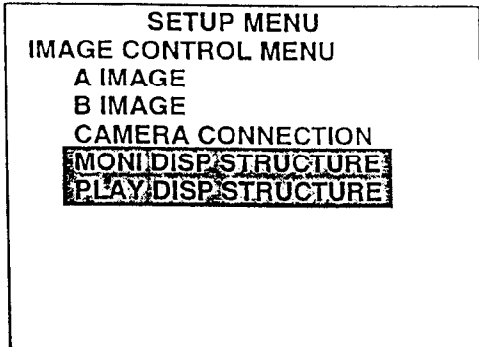 SETUP MENU
IMAGE CONTROL MENU
A IMAGE
B IMAGE
CAMERA CONNECTION
MONI DISP STRUCTURE
PLAY DISP STRUCTURE